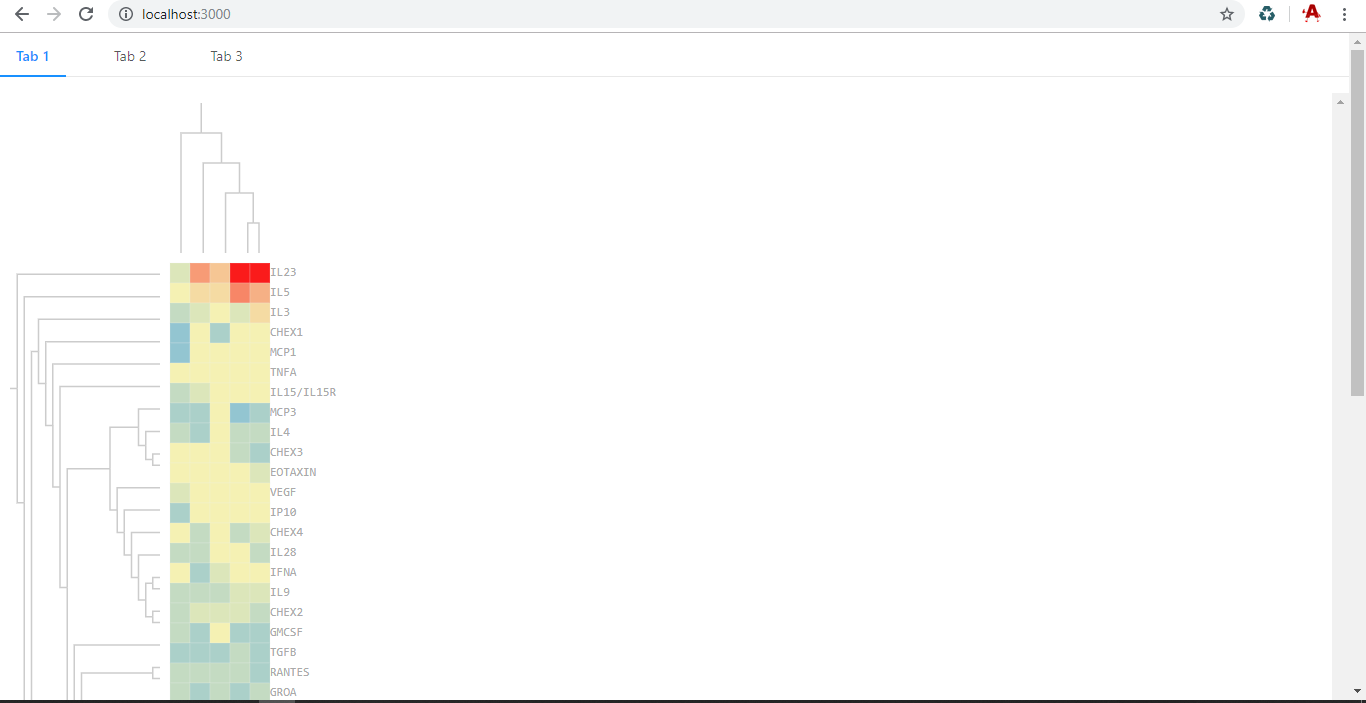 localhost:3000
Tab 1 Tab 2 Tab 3
IL23
IL5
IL3
CHEX1
MCP1
TNFA
IL15/IL15R
MCP3
IL4
CHEX3
EOTAXIN
VEGF
IP10
CHEX4
IL28
IFNA
IL9
CHEX2
GMCSF
TGFB
RANTES
GROA